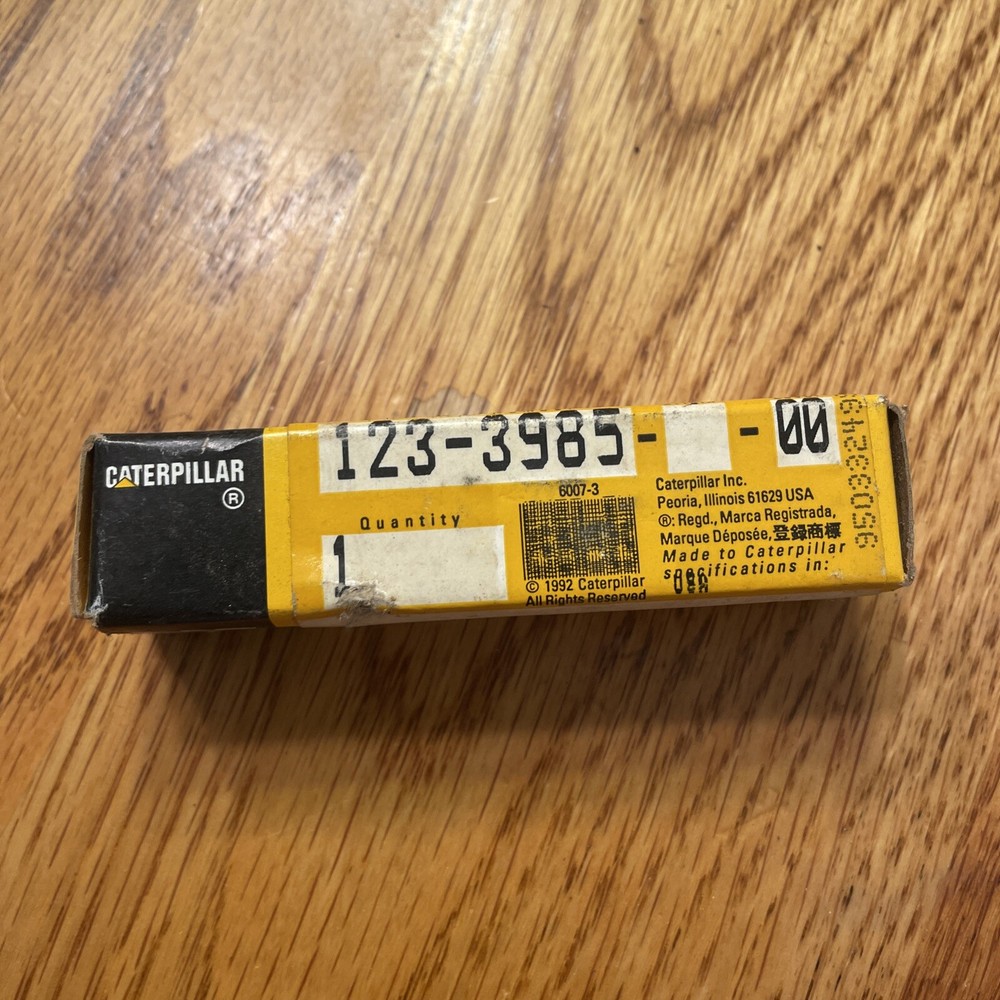 CATERPILLAR
®
123-3985- -00
Quantity
1
6007-3
© 1992 Caterpillar
All Rights Reserved
Caterpillar Inc.
Peoria, Illinois 61629 USA
®: Regd., Marca Registrada,
Marque Déposée, 登録商標
Made to Caterpillar
specifications in:
USA